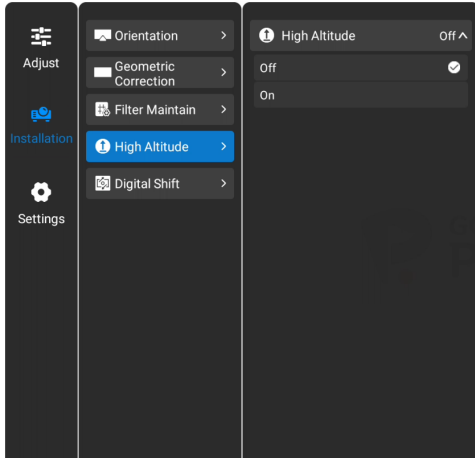 Adjust
Installation
Settings
Orientation
Geometric
Correction
Filter Maintain
High Altitude
Digital Shift
High Altitude Off
Off
On